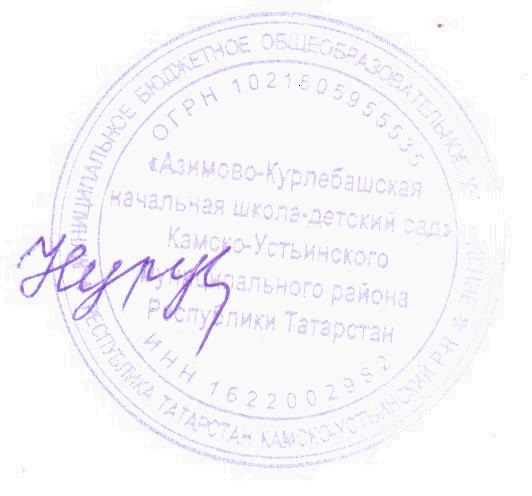 МУНИЦИПАЛЬНОЕ БЮДЖЕТНОЕ ОБЩЕОБРАЗОВАТЕЛЬНОЕ
РЕСПУБЛИКА ТАТАРСТАН КАМСКО-УСТЬИНСКИЙ Р-Н *
ОГРН 1021605955535
«Азимово-Курлебашская
начальная школа-детский сад»
Камско-Устьинского
муниципального района
Республики Татарстан
ИНН 1622002982